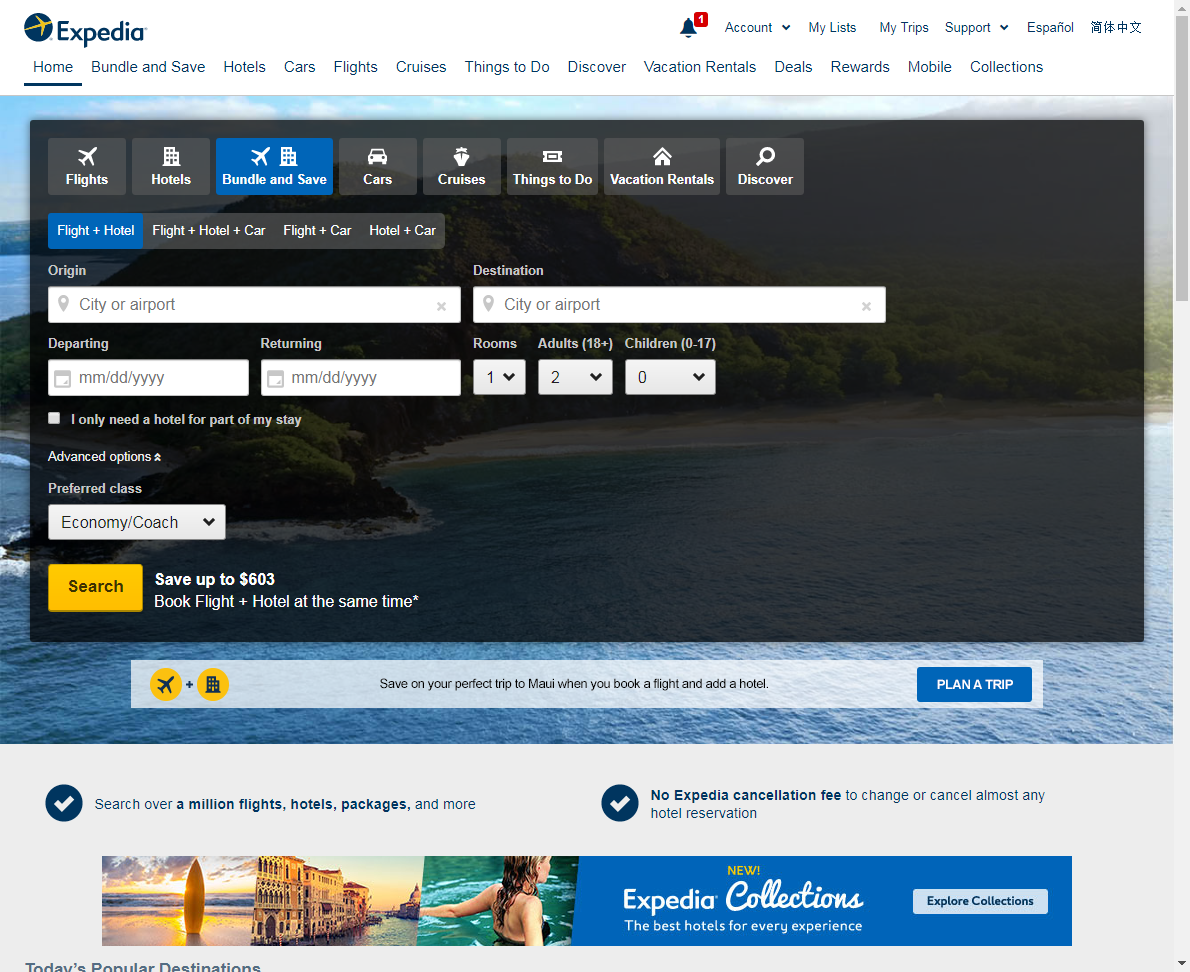 Expedia
1
Account
My Lists
My Trips
Support
Español
简体中文
Home
Bundle and Save
Hotels
Cars
Flights
Cruises
Things to Do
Discover
Vacation Rentals
Deals
Rewards
Mobile
Collections
Flights
Hotels
Bundle and Save
Cars
Cruises
Things to Do
Vacation Rentals
Discover
Flight + Hotel
Flight + Hotel + Car
Flight + Car
Hotel + Car
Origin
Destination
City or airport
City or airport
Departing
Returning
Rooms
Adults (18+)
Children (0-17)
mm/dd/yyyy
mm/dd/yyyy
1
2
0
I only need a hotel for part of my stay
Advanced options
Preferred class
Economy/Coach
Search
Save up to $603
Book Flight + Hotel at the same time*
+
Save on your perfect trip to Maui when you book a flight and add a hotel.
PLAN A TRIP
Search over a million flights, hotels, packages, and more
No Expedia cancellation fee to change or cancel almost any
hotel reservation
NEW!
Expedia Collections
The best hotels for every experience
Explore Collections
Today's Popular Destinations